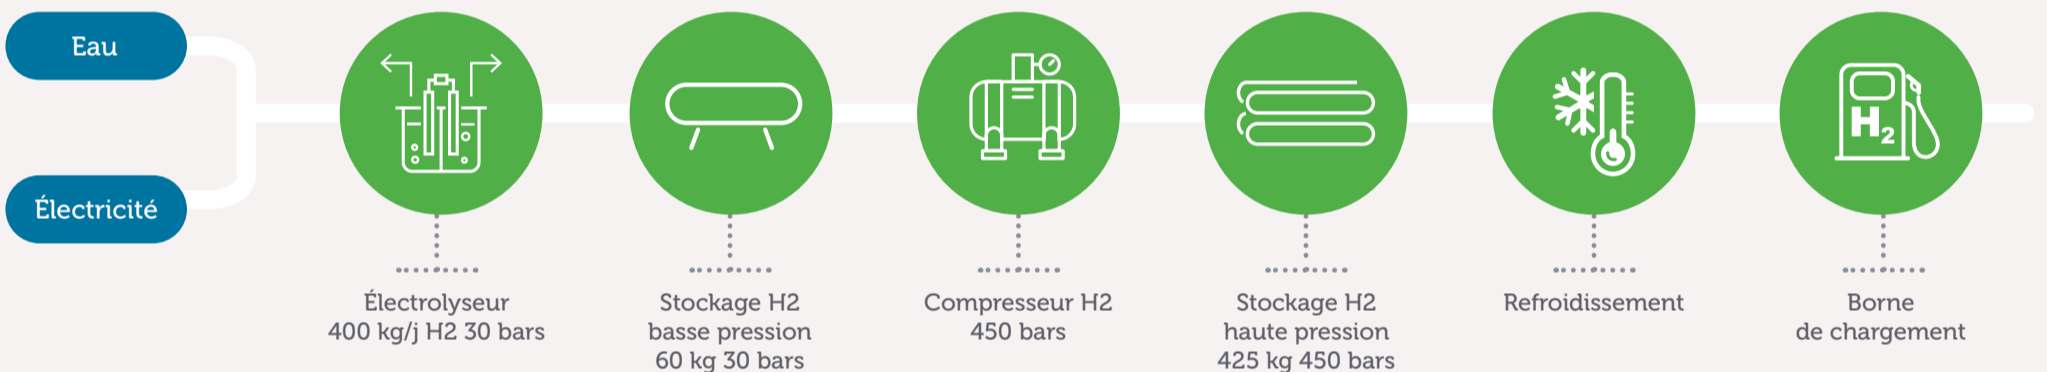 Eau
Électricité
H2
Électrolyseur
400 kg/j H2 30 bars
Stockage H2
basse pression
60 kg 30 bars
Compresseur H2
450 bars
Stockage H2
haute pression
425 kg 450 bars
Refroidissement
Borne
de chargement